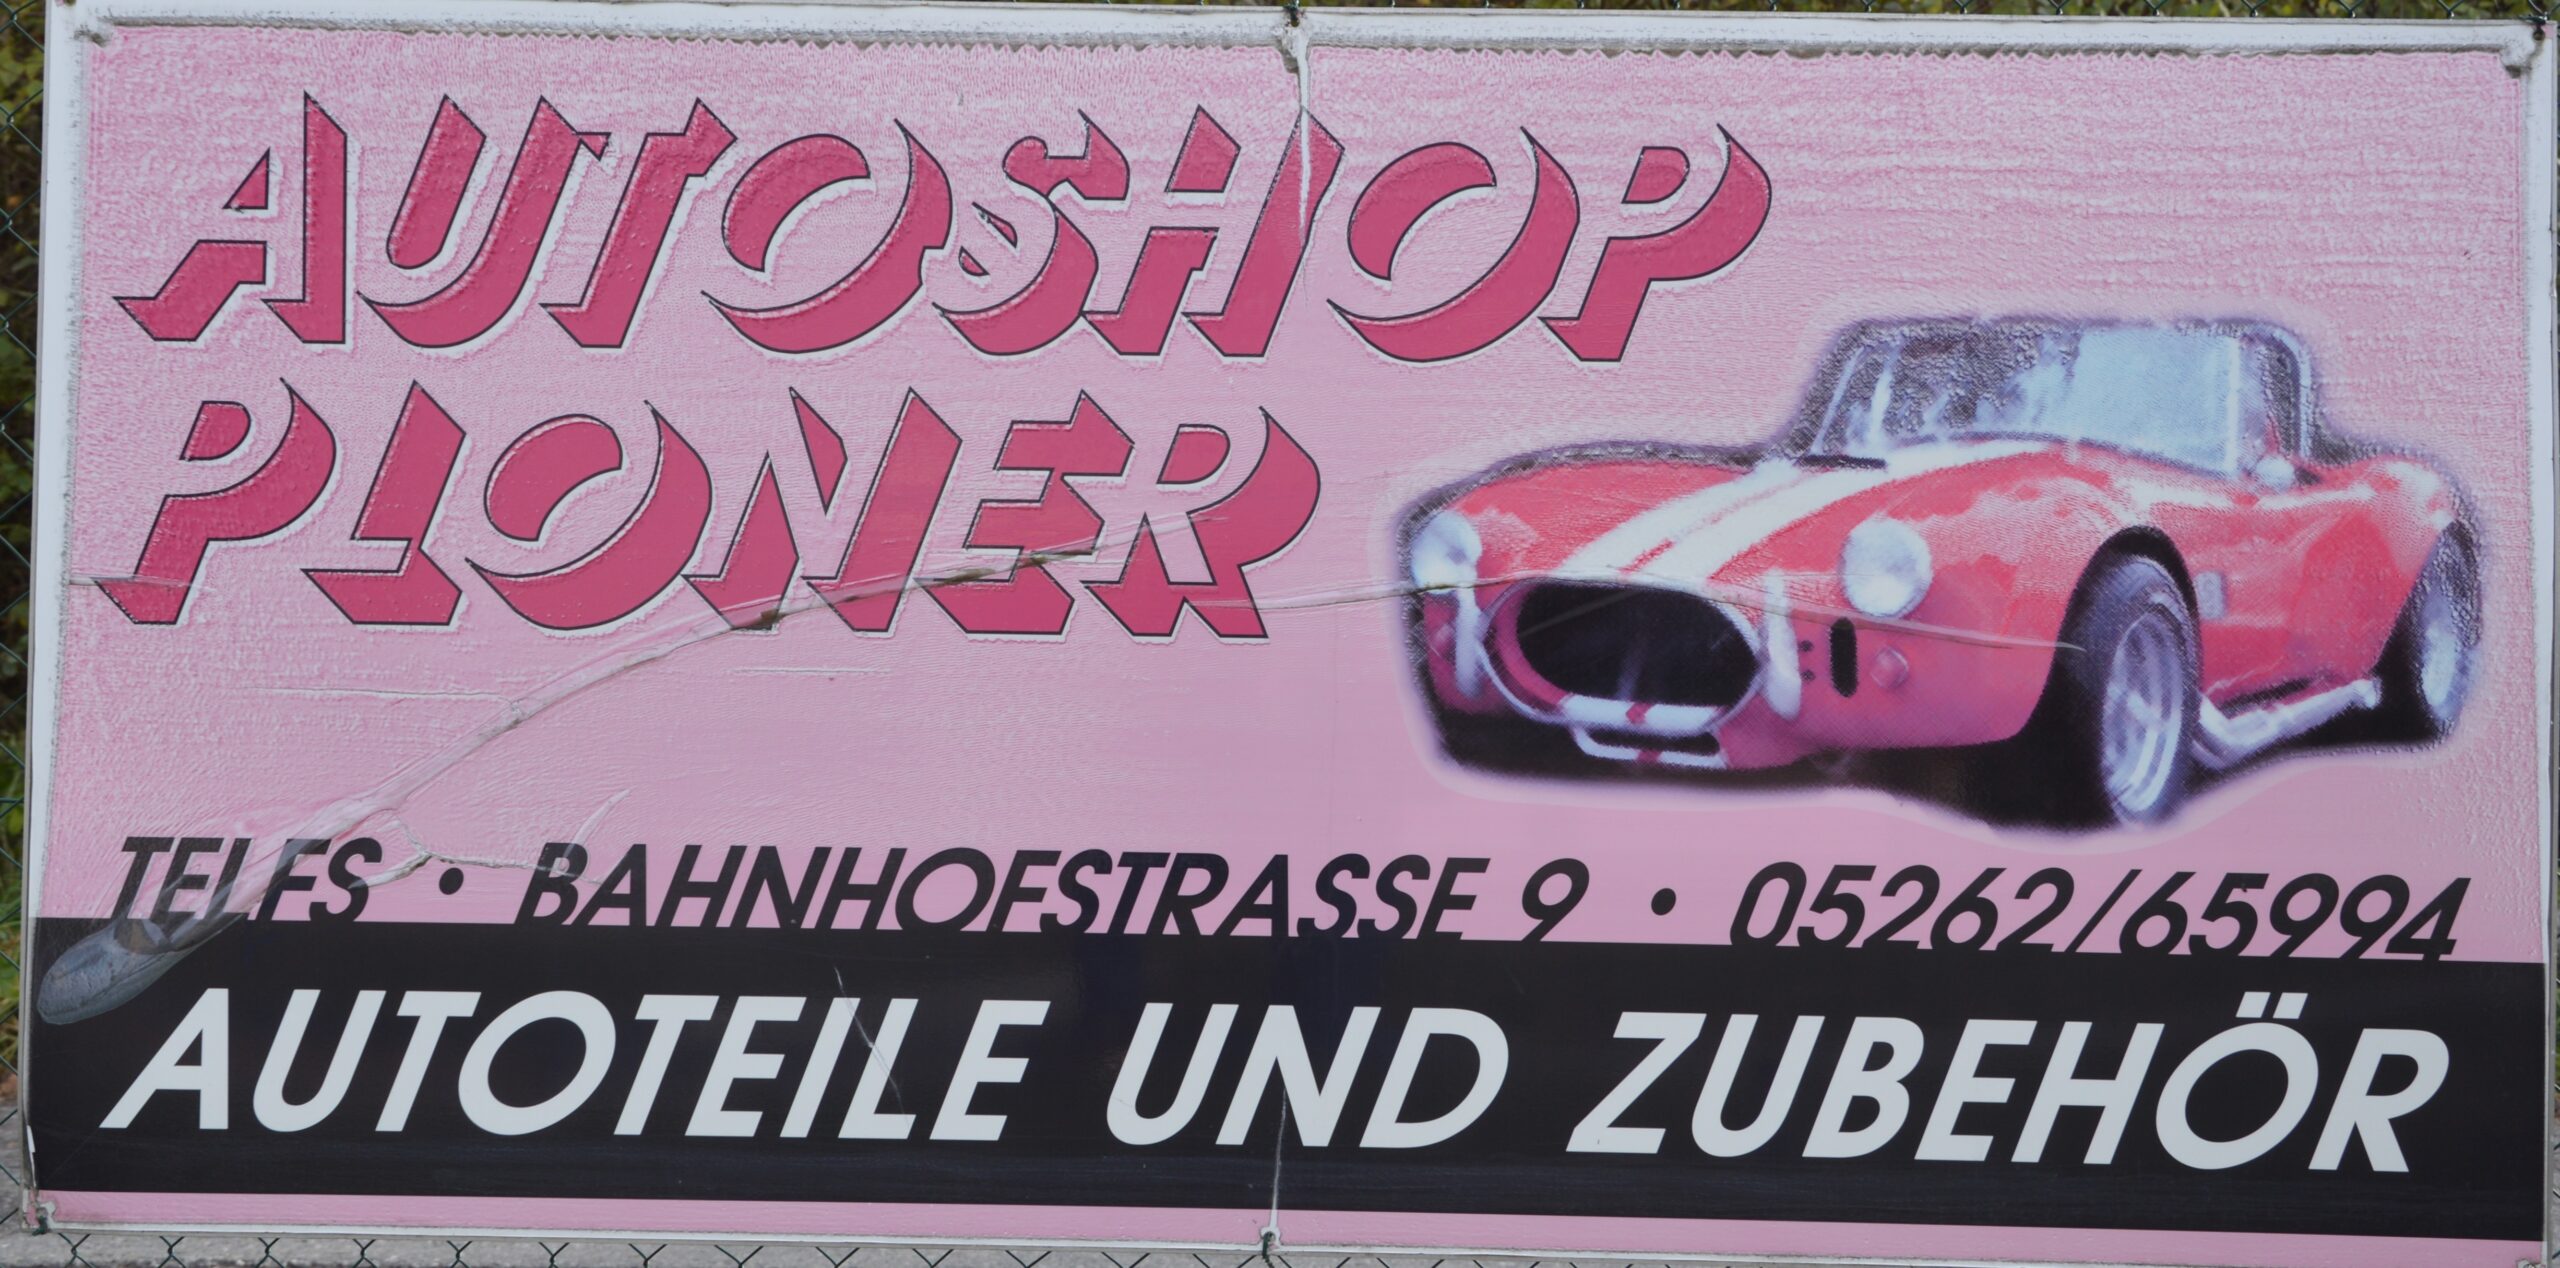 AUTOSHOP
PLONER
TELFS • BAHNHOFSTRASSE 9 • 05262/65994
AUTOTEILE UND ZUBEHÖR